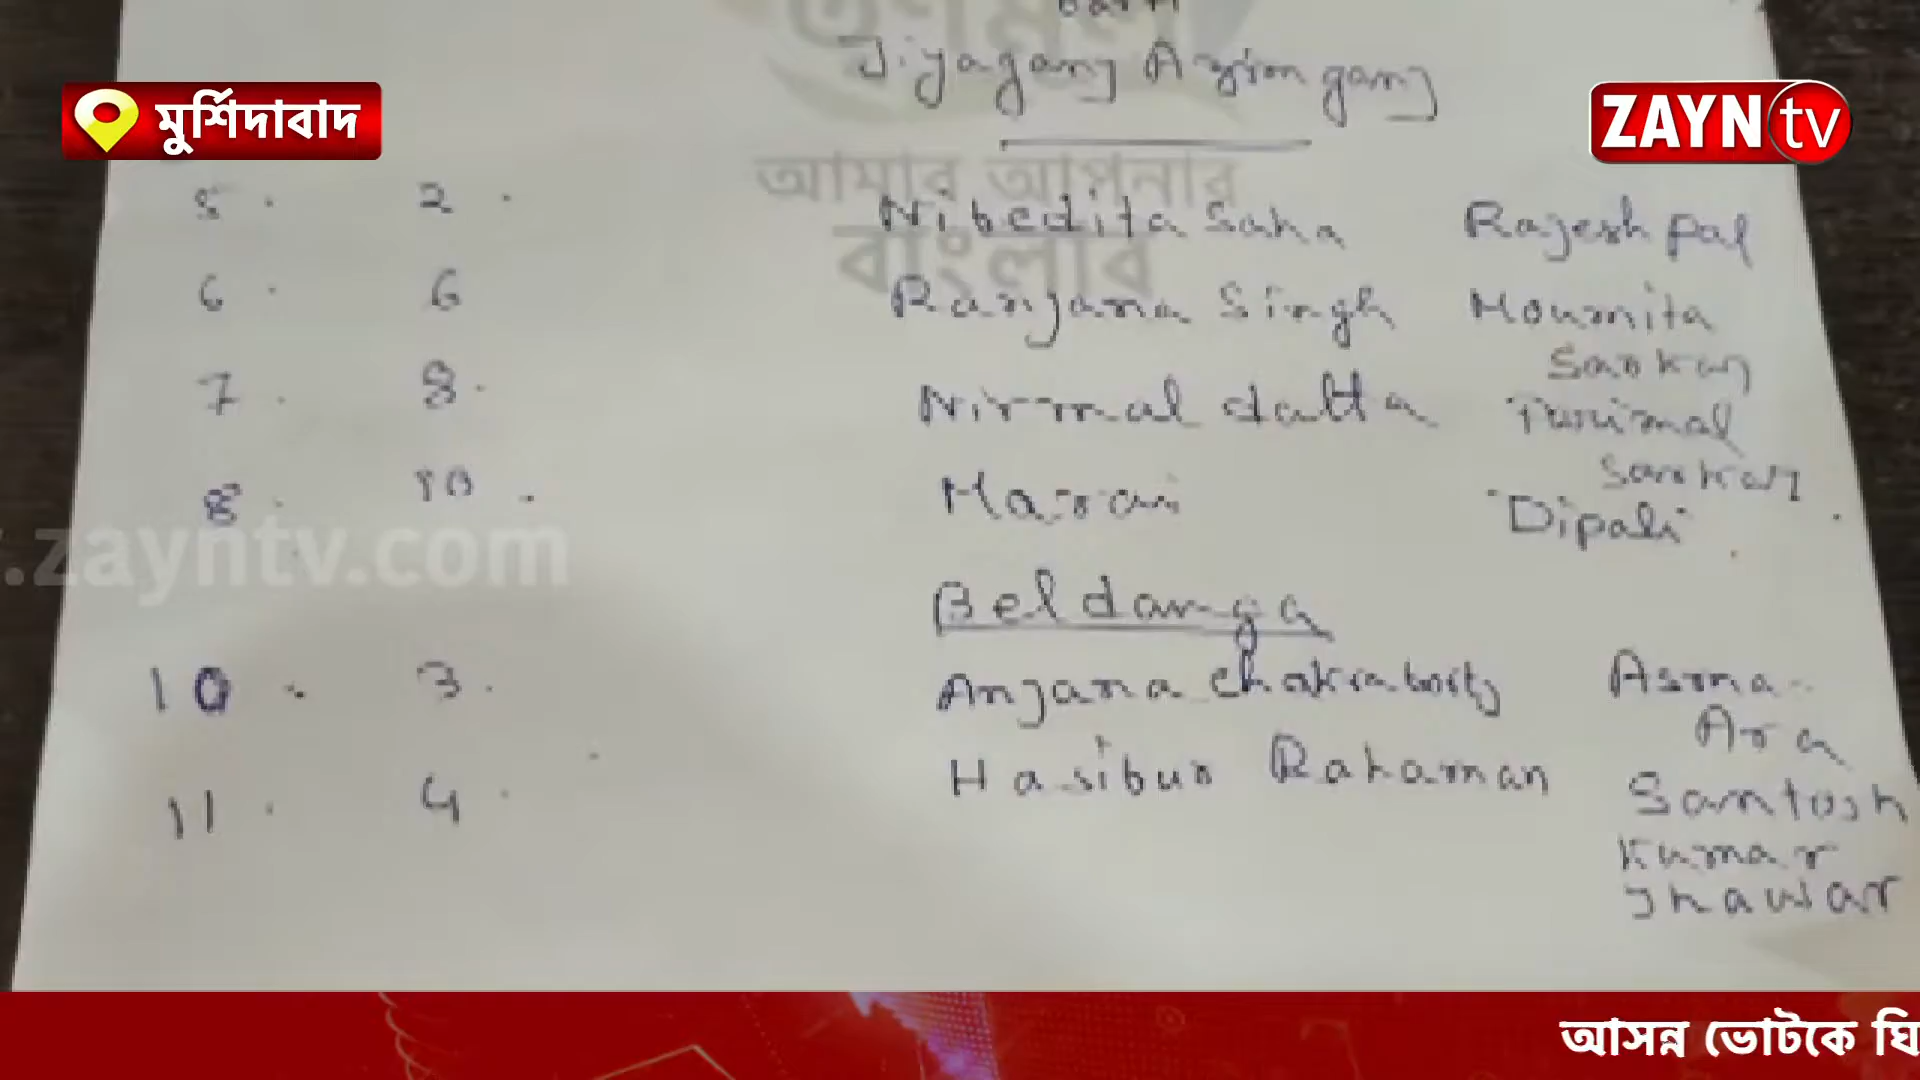 Jiyaganj Azimganj
মুর্শিদাবাদ
ZAYN tv
আমার আপনার
বাংলার
5. 2. Nibedita Saha Rajesh Pal
6. 6 Ranjana Singh Moumita
Sarkar
7. 8. Nirmal datta Parimal
Sarkar
8. 10. Dipali
.zayntv.com
Beldanga
10. 3. Anjana Chakraborty Asma
Ara
11. 4. Hasibur Rahaman Santosh
Kumar
Jhawar
আসন্ন ভোটকে ঘি